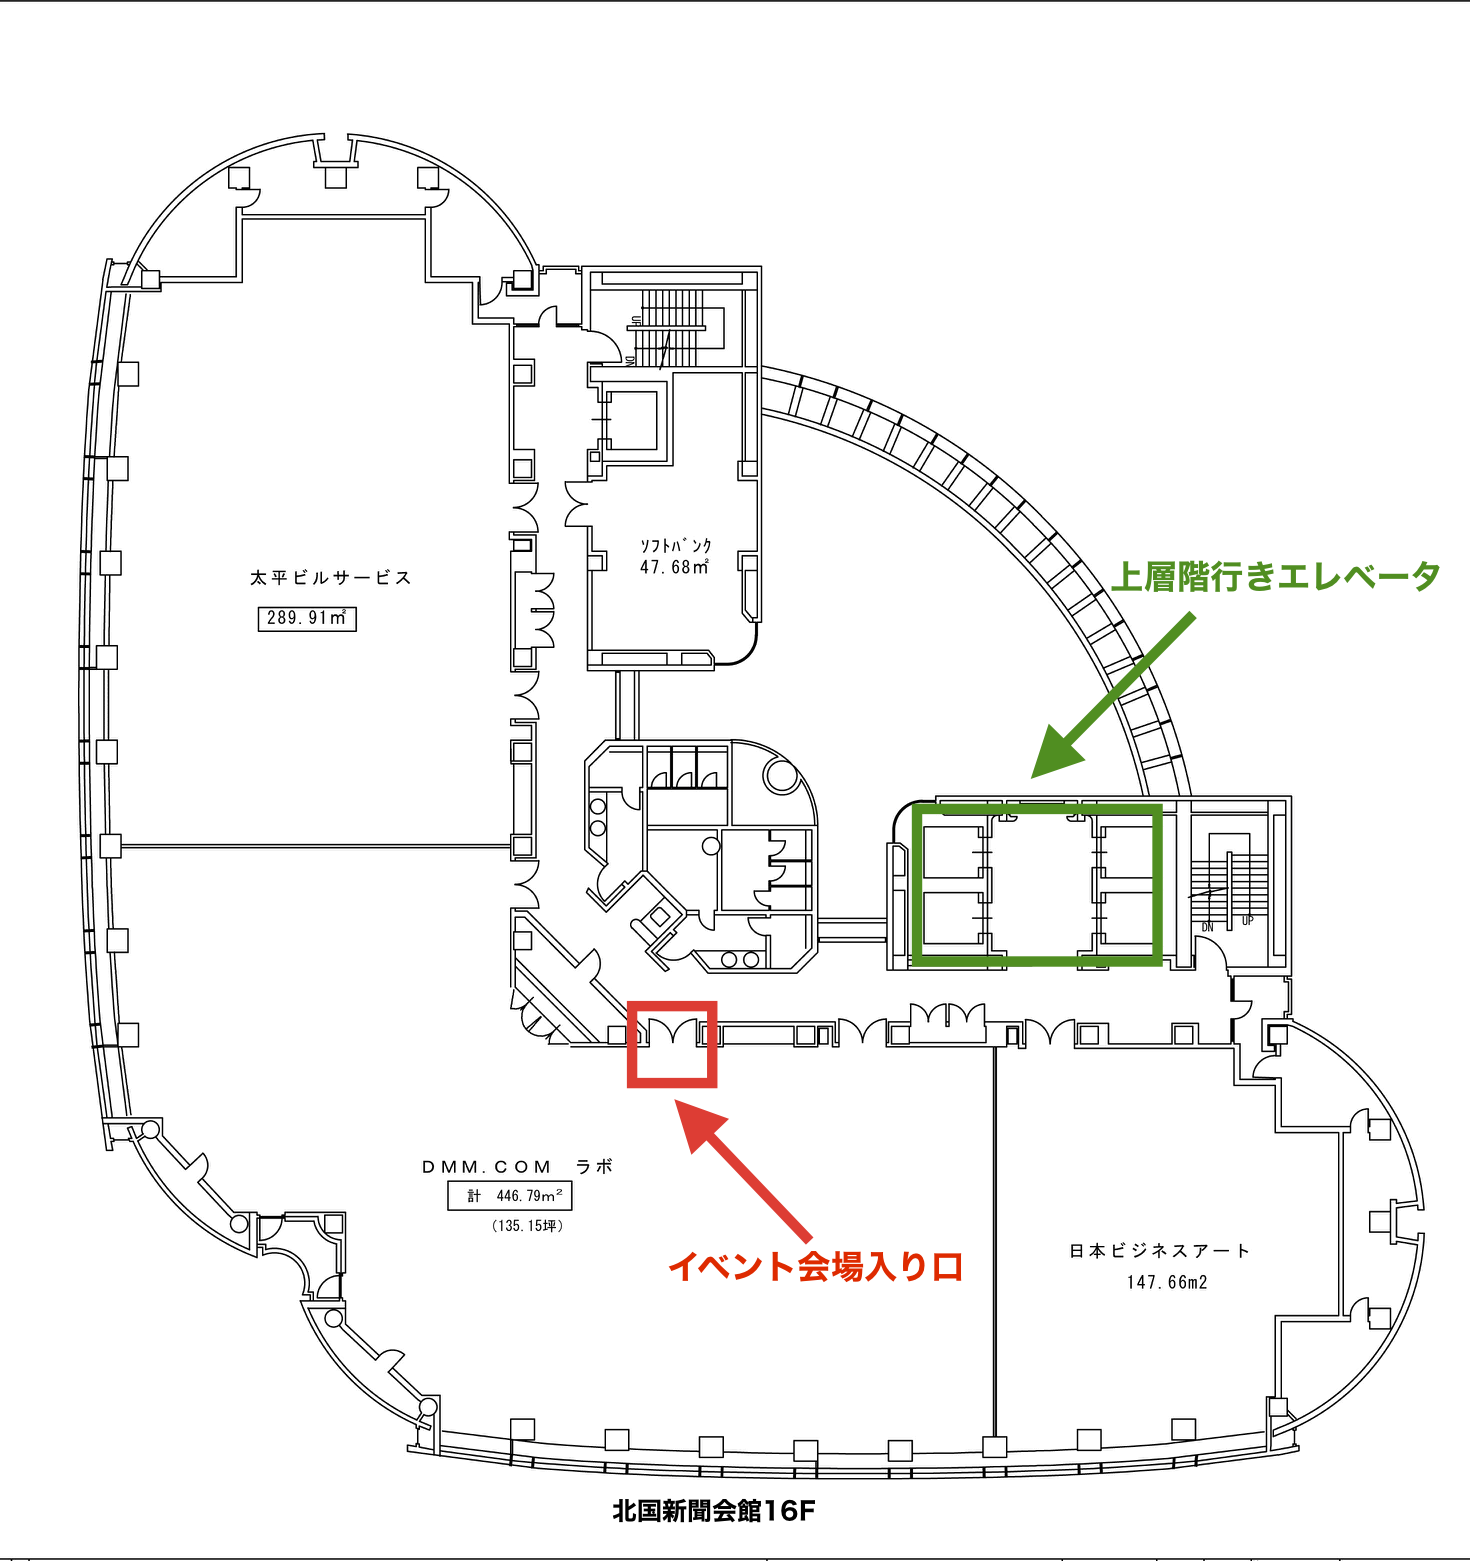 UP
DN
ｿﾌﾄﾊﾞﾝｸ
47.68㎡
上層階行きエレベータ
太平ビルサービス
289.91㎡
DN
UP
ＤＭＭ.ＣＯＭ　ラボ
計　446.79m²
(135.15坪)
イベント会場入り口
日本ビジネスアート
147.66m2
北国新聞会館16F